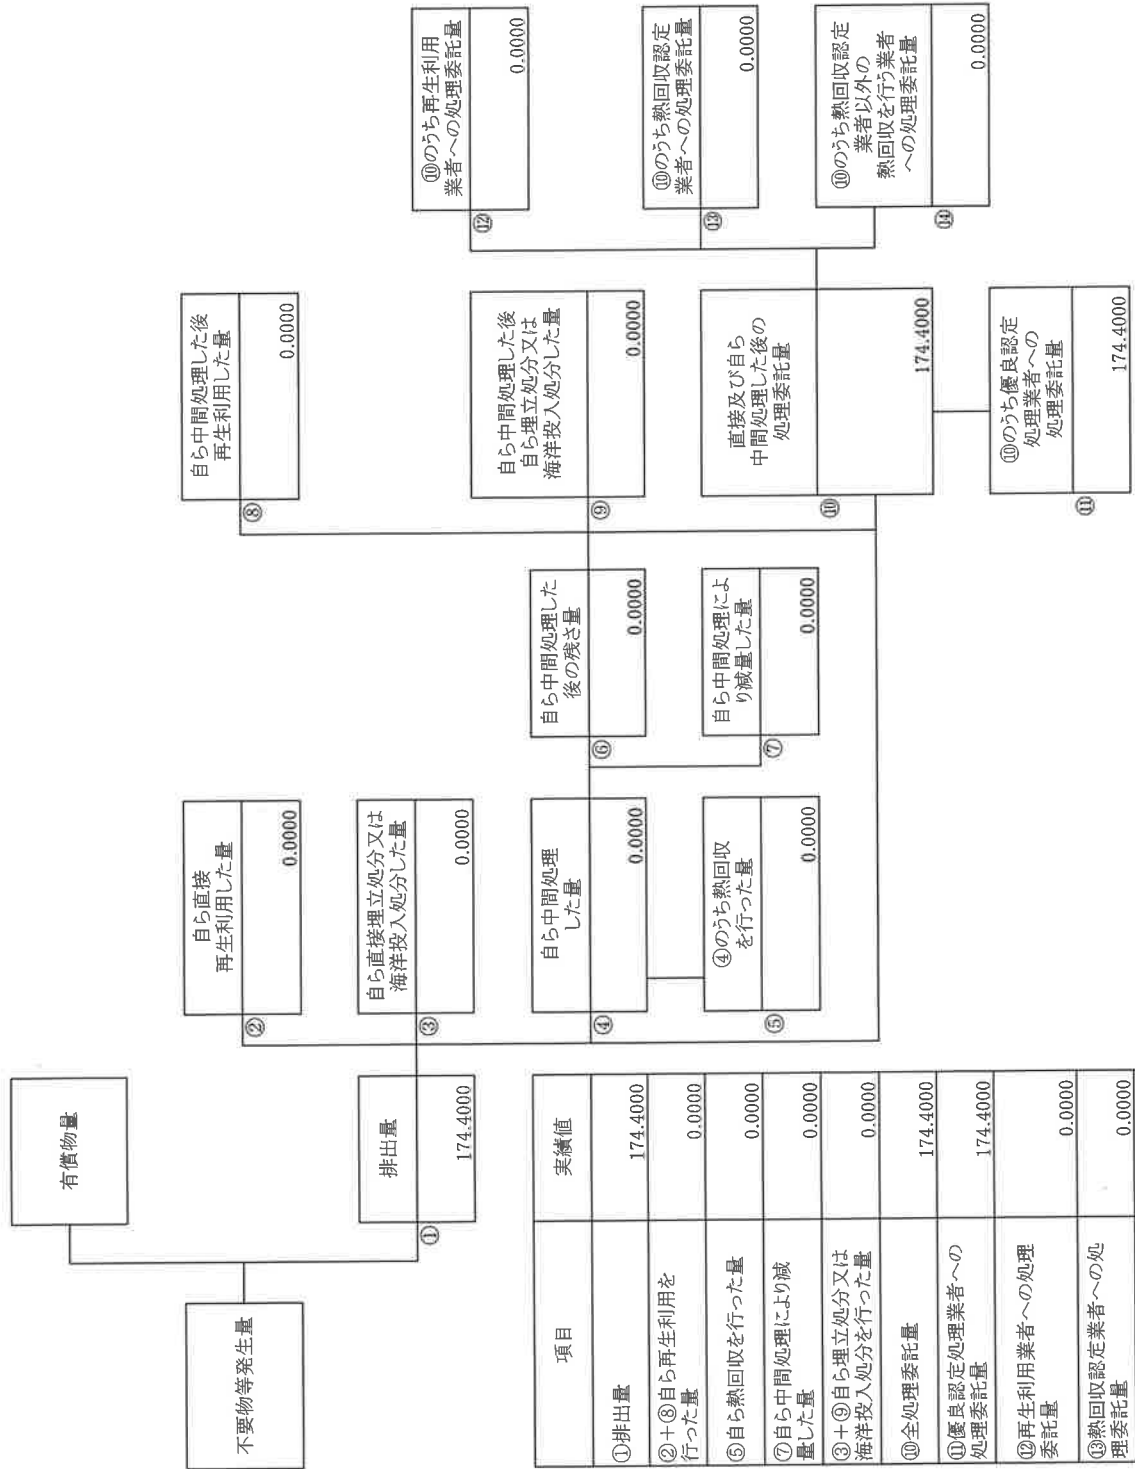 不要物等発生量
有償物量
①
排出量
174.4000
②
自ら直接
再生利用した量
0.0000
③
自ら直接埋立処分又は
海洋投入処分した量
0.0000
④
自ら中間処理
した量
0.0000
⑤
④のうち熱回収
を行った量
0.0000
⑥
自ら中間処理した
後の残さ量
0.0000
⑦
自ら中間処理によ
り減量した量
0.0000
⑧
自ら中間処理した後
再生利用した量
0.0000
⑨
自ら中間処理した後
自ら埋立処分又は
海洋投入処分した量
0.0000
⑩
直接及び自ら
中間処理した後の
処理委託量
174.4000
⑪
⑩のうち優良認定
処理業者への
処理委託量
174.4000
⑫
⑩のうち再生利用
業者への処理委託量
0.0000
⑬
⑩のうち熱回収認定
業者への処理委託量
0.0000
⑭
⑩のうち熱回収認定
業者以外の
熱回収を行う業者
への処理委託量
0.0000
項目 実績値
①排出量 174.4000
②+⑧自ら再生利用を
行った量 0.0000
⑤自ら熱回収を行った量 0.0000
⑦自ら中間処理により減
量した量 0.0000
③+⑨自ら埋立処分又は
海洋投入処分を行った量 0.0000
⑩全処理委託量 174.4000
⑪優良認定処理業者への
処理委託量 174.4000
⑫再生利用業者への処理
委託量 0.0000
⑬熱回収認定業者への処
理委託量 0.0000